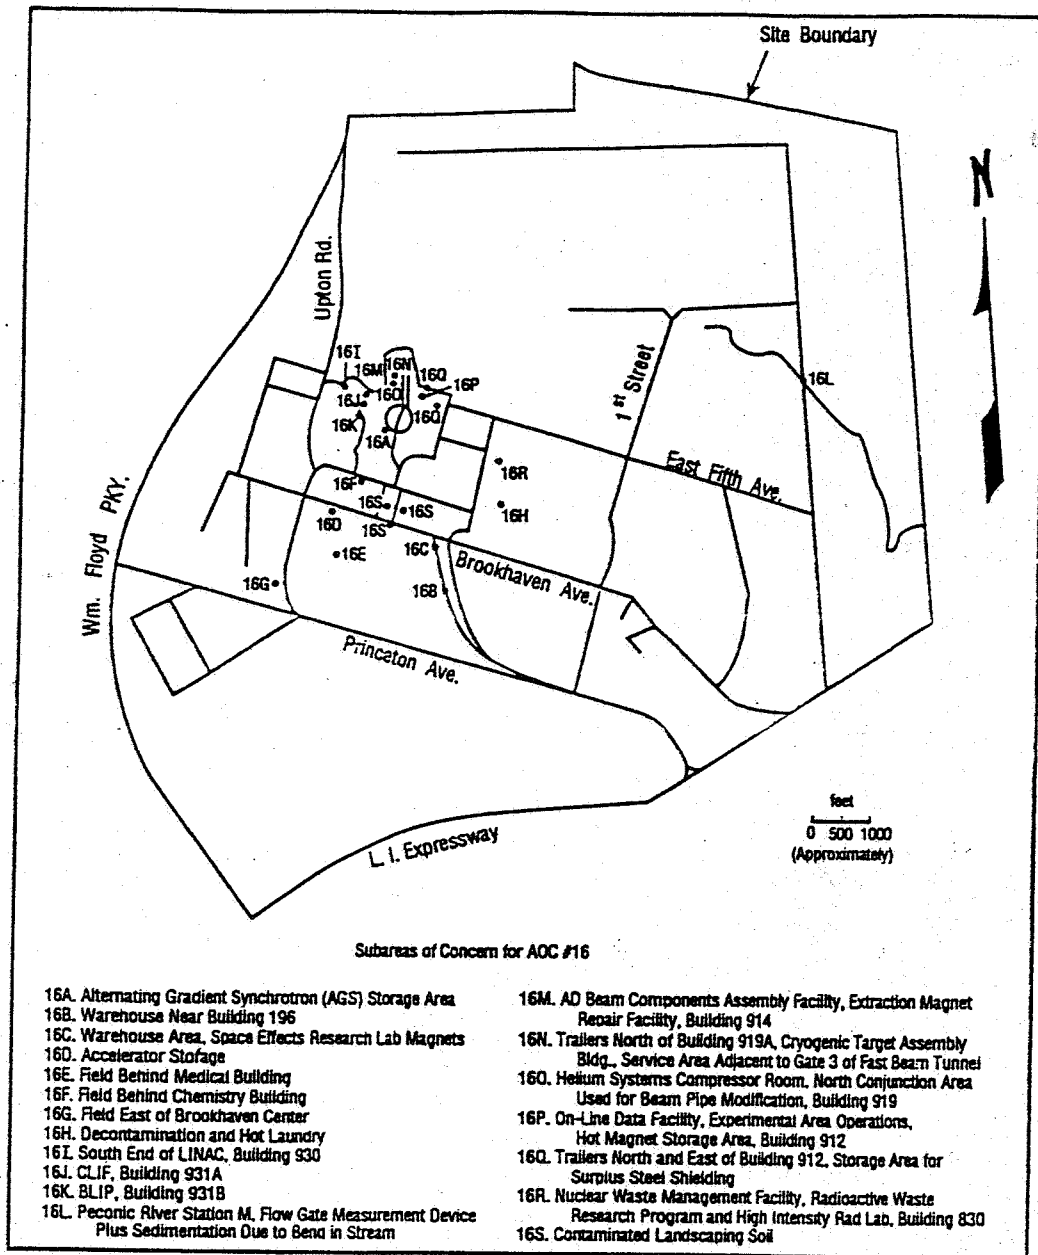 Site Boundary
N
Upton Rd.
16I
16M
16N
16O
16Q
16P
16J
16Q
16K
16A
1st Street
16L
East Fifth Ave.
16R
16F
16S
16S
16H
16D
16S
16E
16C
Brookhaven Ave.
16G
16B
Wm. Floyd PKY.
Princeton Ave.
feet
0 500 1000
(Approximately)
L. I. Expressway
Subareas of Concern for AOC #16
16A. Alternating Gradient Synchrotron (AGS) Storage Area
16B. Warehouse Near Building 196
16C. Warehouse Area, Space Effects Research Lab Magnets
16D. Accelerator Storage
16E. Field Behind Medical Building
16F. Field Behind Chemistry Building
16G. Field East of Brookhaven Center
16H. Decontamination and Hot Laundry
16I. South End of LINAC, Building 930
16J. CLIF, Building 931A
16K. BLIP, Building 931B
16L. Peconic River Station M, Flow Gate Measurement Device
Plus Sedimentation Due to Bend in Stream
16M. AD Beam Components Assembly Facility, Extraction Magnet
Repair Facility, Building 914
16N. Trailers North of Building 919A, Cryogenic Target Assembly
Bldg., Service Area Adjacent to Gate 3 of Fast Beam Tunnel
16O. Helium Systems Compressor Room, North Conjunction Area
Used for Beam Pipe Modification, Building 919
16P. On-Line Data Facility, Experimental Area Operations,
Hot Magnet Storage Area, Building 912
16Q. Trailers North and East of Building 912, Storage Area for
Surplus Steel Shielding
16R. Nuclear Waste Management Facility, Radioactive Waste
Research Program and High Intensity Rad Lab, Building 830
16S. Contaminated Landscaping Soil